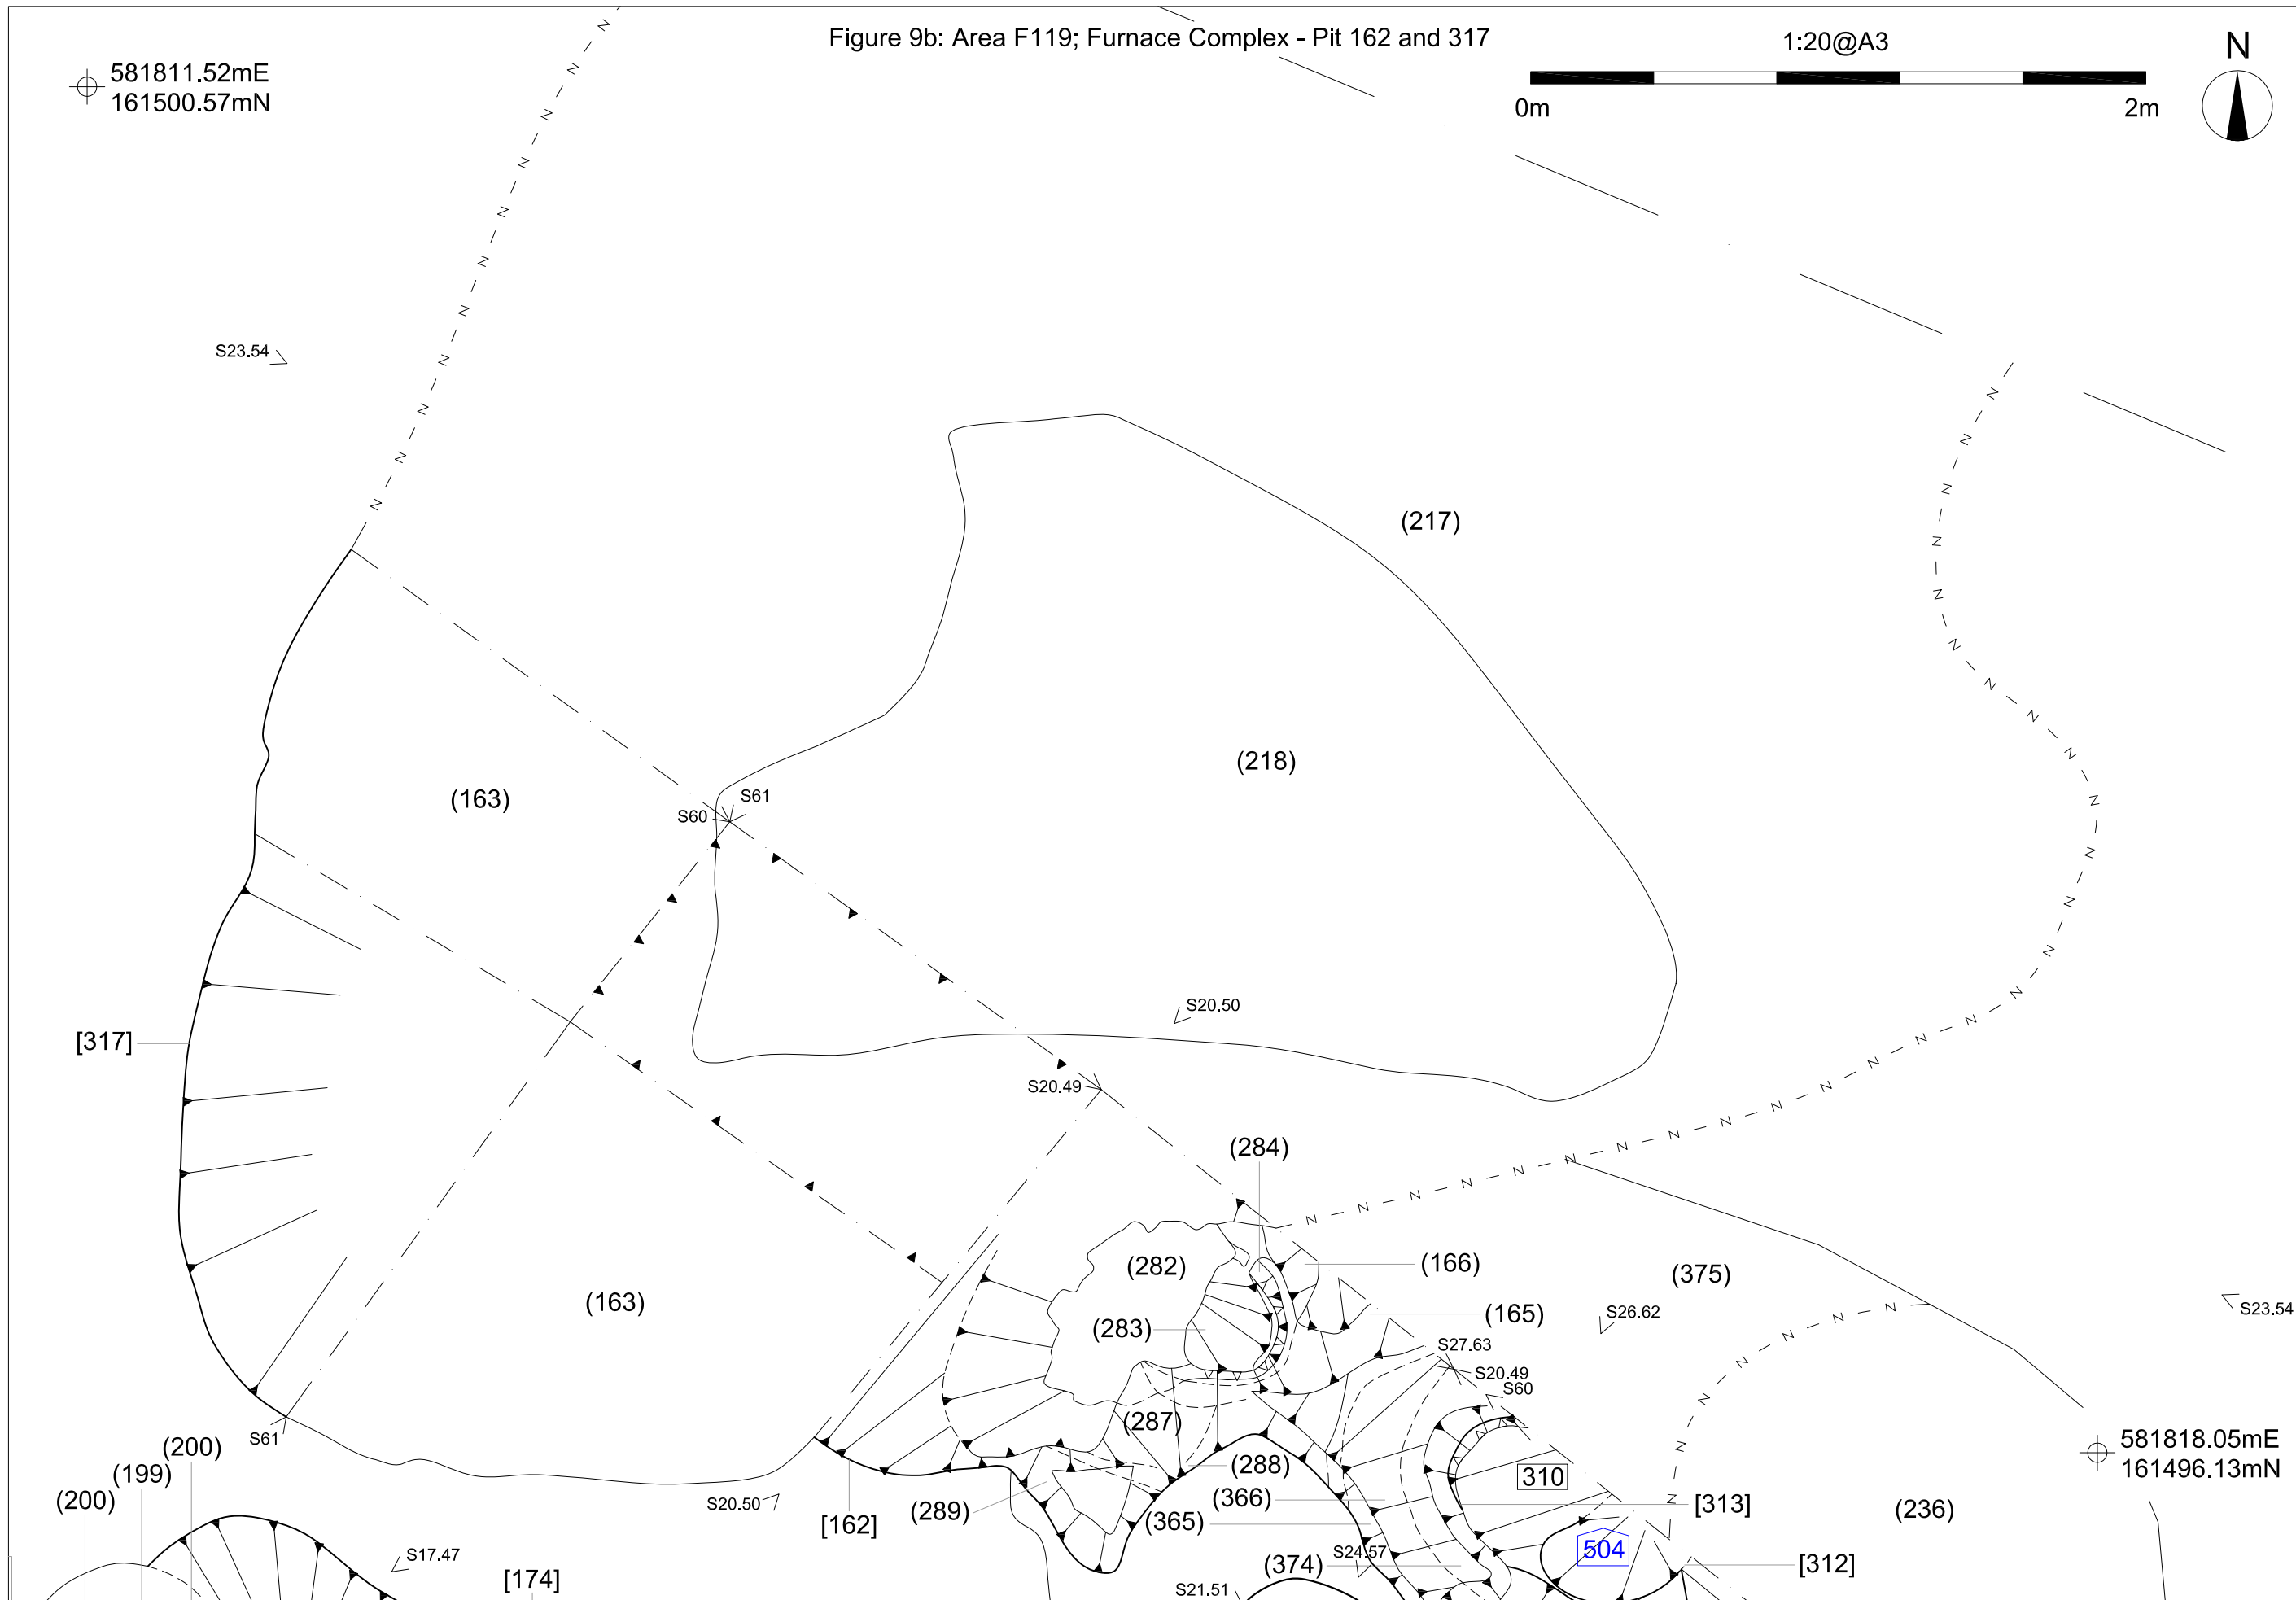 Figure 9b: Area F119; Furnace Complex - Pit 162 and 317
1:20@A3
N
581811.52mE
161500.57mN
0m
2m
S23.54
(217)
(218)
(163)
S61
S60
S20.50
[317]
S20.49
(284)
(282)
(166)
(375)
(163)
(165)
S26.62
S23.54
(283)
S27.63
S20.49
S60
S61
(200)
(287)
581818.05mE
161496.13mN
(199)
(288)
310
(200)
S20.50
(366)
[313]
(236)
[162]
(289)
(365)
S17.47
S24.57
504
(374)
[312]
[174]
S21.51